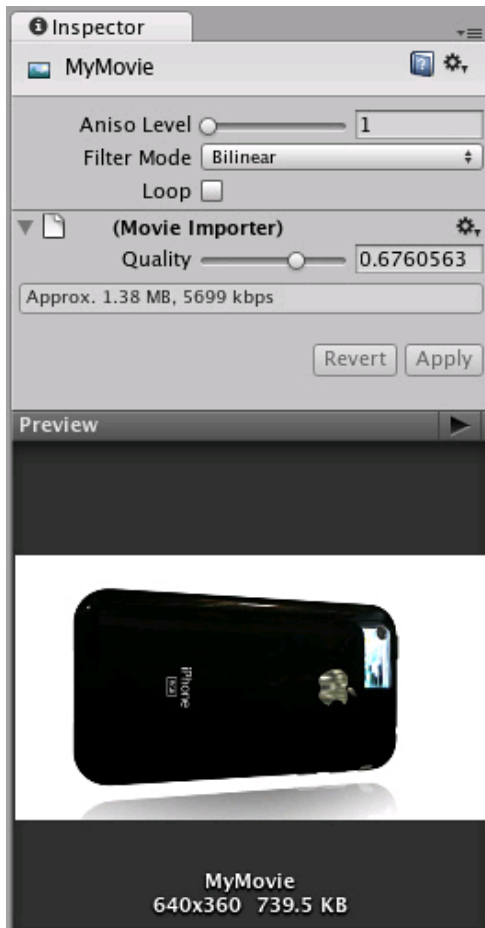 Inspector
MyMovie
Aniso Level 1
Filter Mode Bilinear
Loop
(Movie Importer)
Quality 0.6760563
Approx. 1.38 MB, 5699 kbps
Revert Apply
Preview
iPhone
MyMovie
640x360 739.5 KB